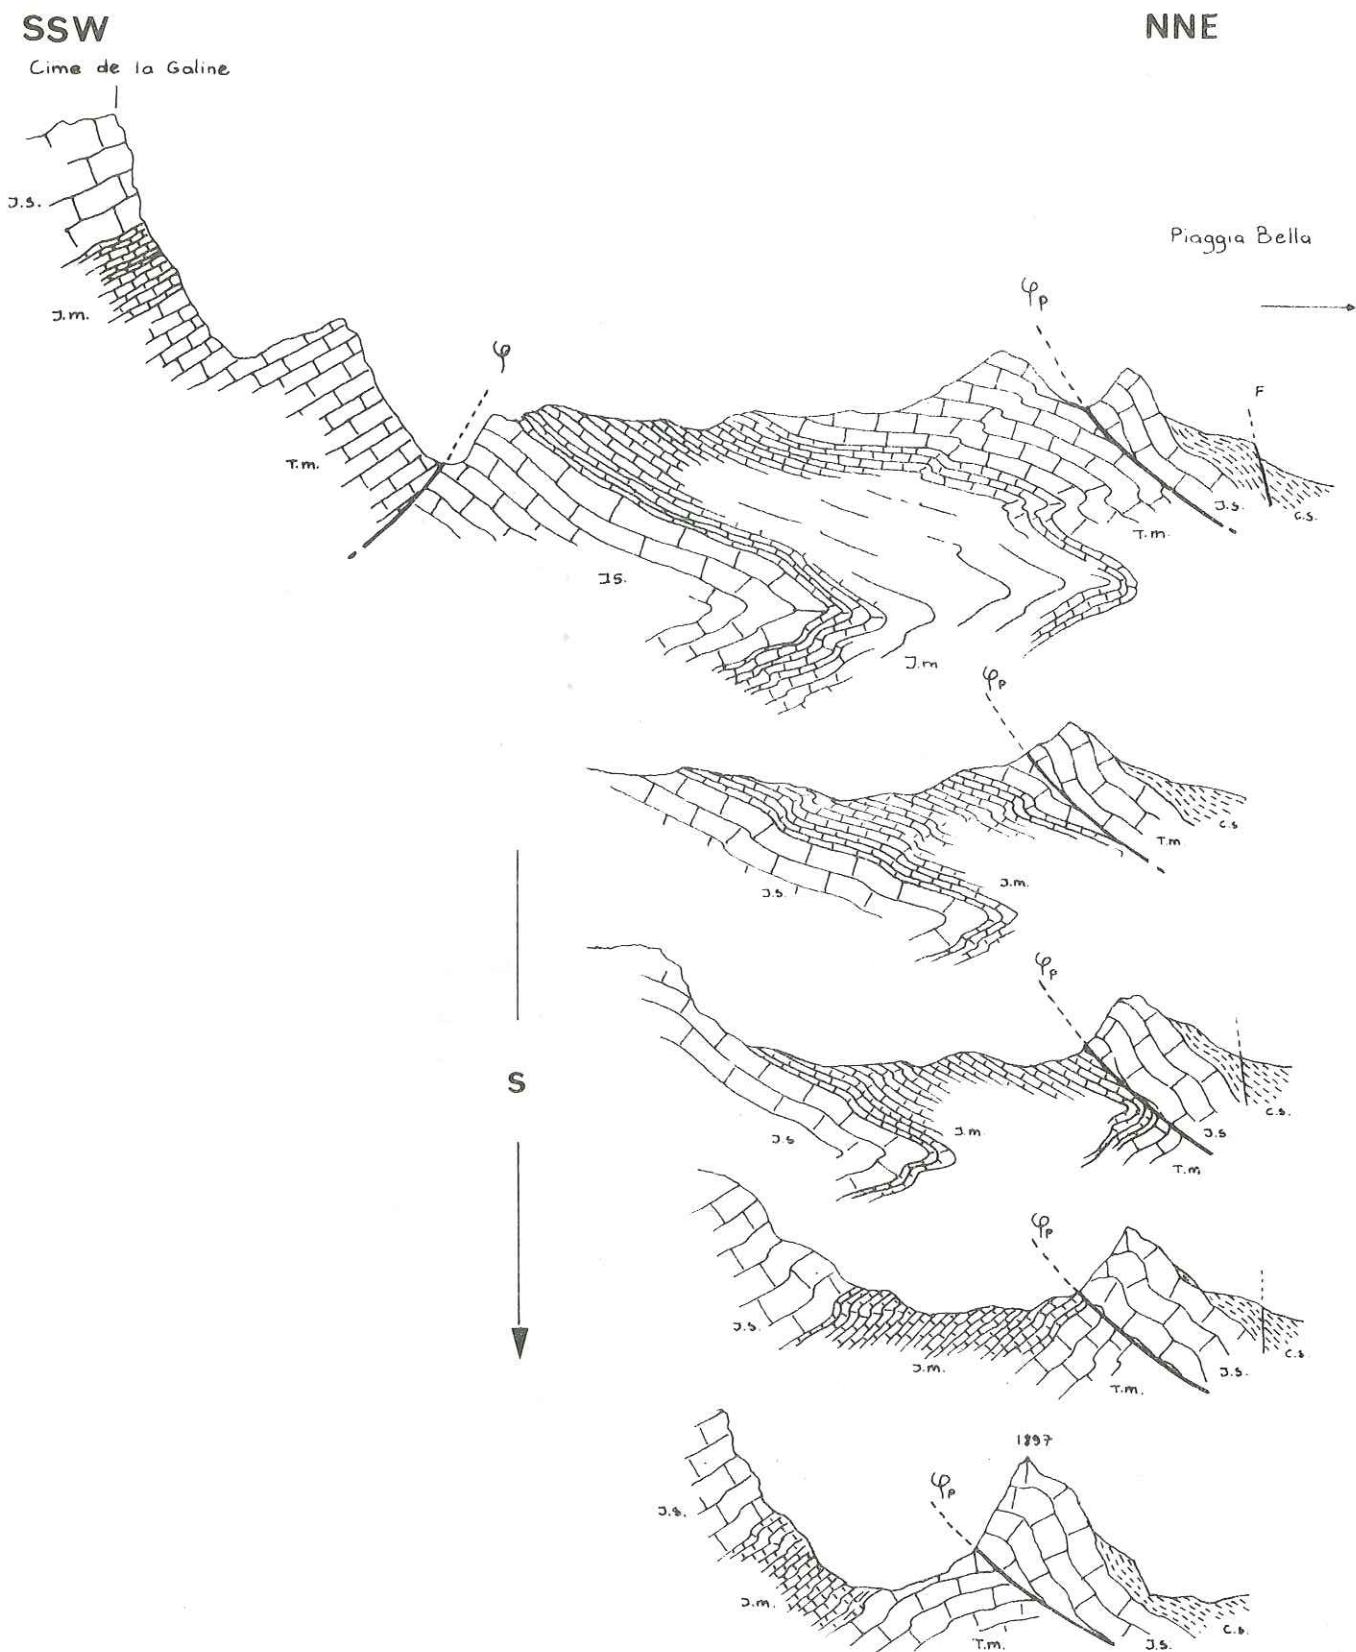 SSW
NNE
Cime de la Galine
J.s.
Piaggia Bella
φp
J.m.
φ
F
T.m.
J.s.
C.s.
T.m.
JS.
J.m
φp
C.s
T.m
J.m.
J.s.
φp
S
C.s.
J.s
J.m.
J.s
T.m
φp
J.s.
C.s.
J.m.
J.s.
T.m.
1897
φp
J.s.
J.m.
C.s.
T.m.
J.s.